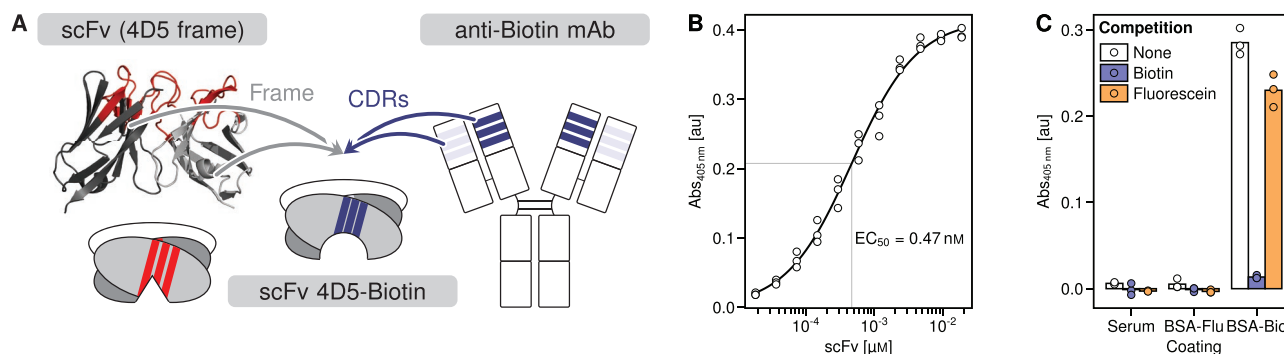 A
scFv (4D5 frame)
anti-Biotin mAb
Frame
CDRs
scFv 4D5-Biotin
B
Abs405 nm [au]
0.4
0.3
0.2
0.1
0.0
EC50 = 0.47 nM
10-4
10-3
10-2
scFv [µM]
C
Competition
None
Biotin
Fluorescein
Abs405 nm [au]
0.3
0.2
0.1
0.0
Serum BSA-Flu BSA-Bio
Coating